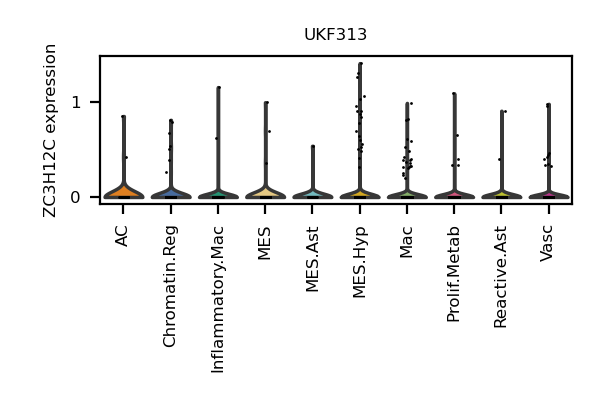 UKF313
ZC3H12C expression
1
0
AC
Chromatin.Reg
Inflammatory.Mac
MES
MES.Ast
MES.Hyp
Mac
Prolif.Metab
Reactive.Ast
Vasc